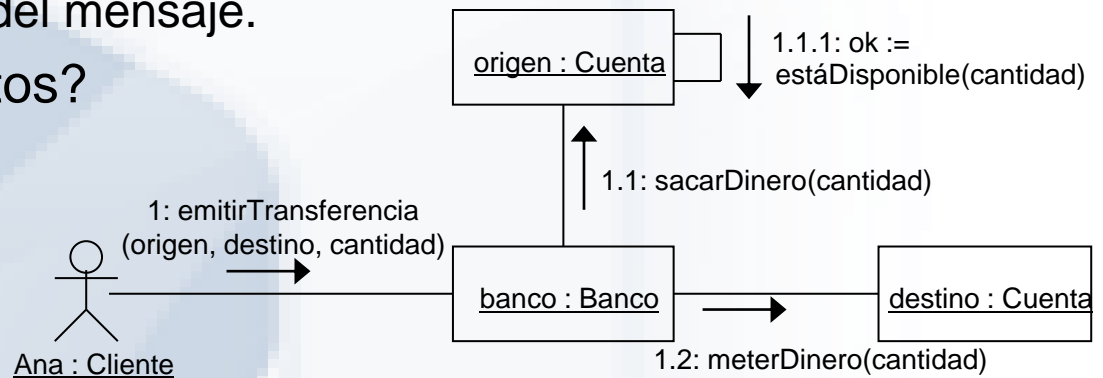 del mensaje.
tos?
origen : Cuenta
1.1.1: ok :=
estáDisponible(cantidad)
1.1: sacarDinero(cantidad)
1: emitirTransferencia
(origen, destino, cantidad)
banco : Banco
destino : Cuenta
1.2: meterDinero(cantidad)
Ana : Cliente